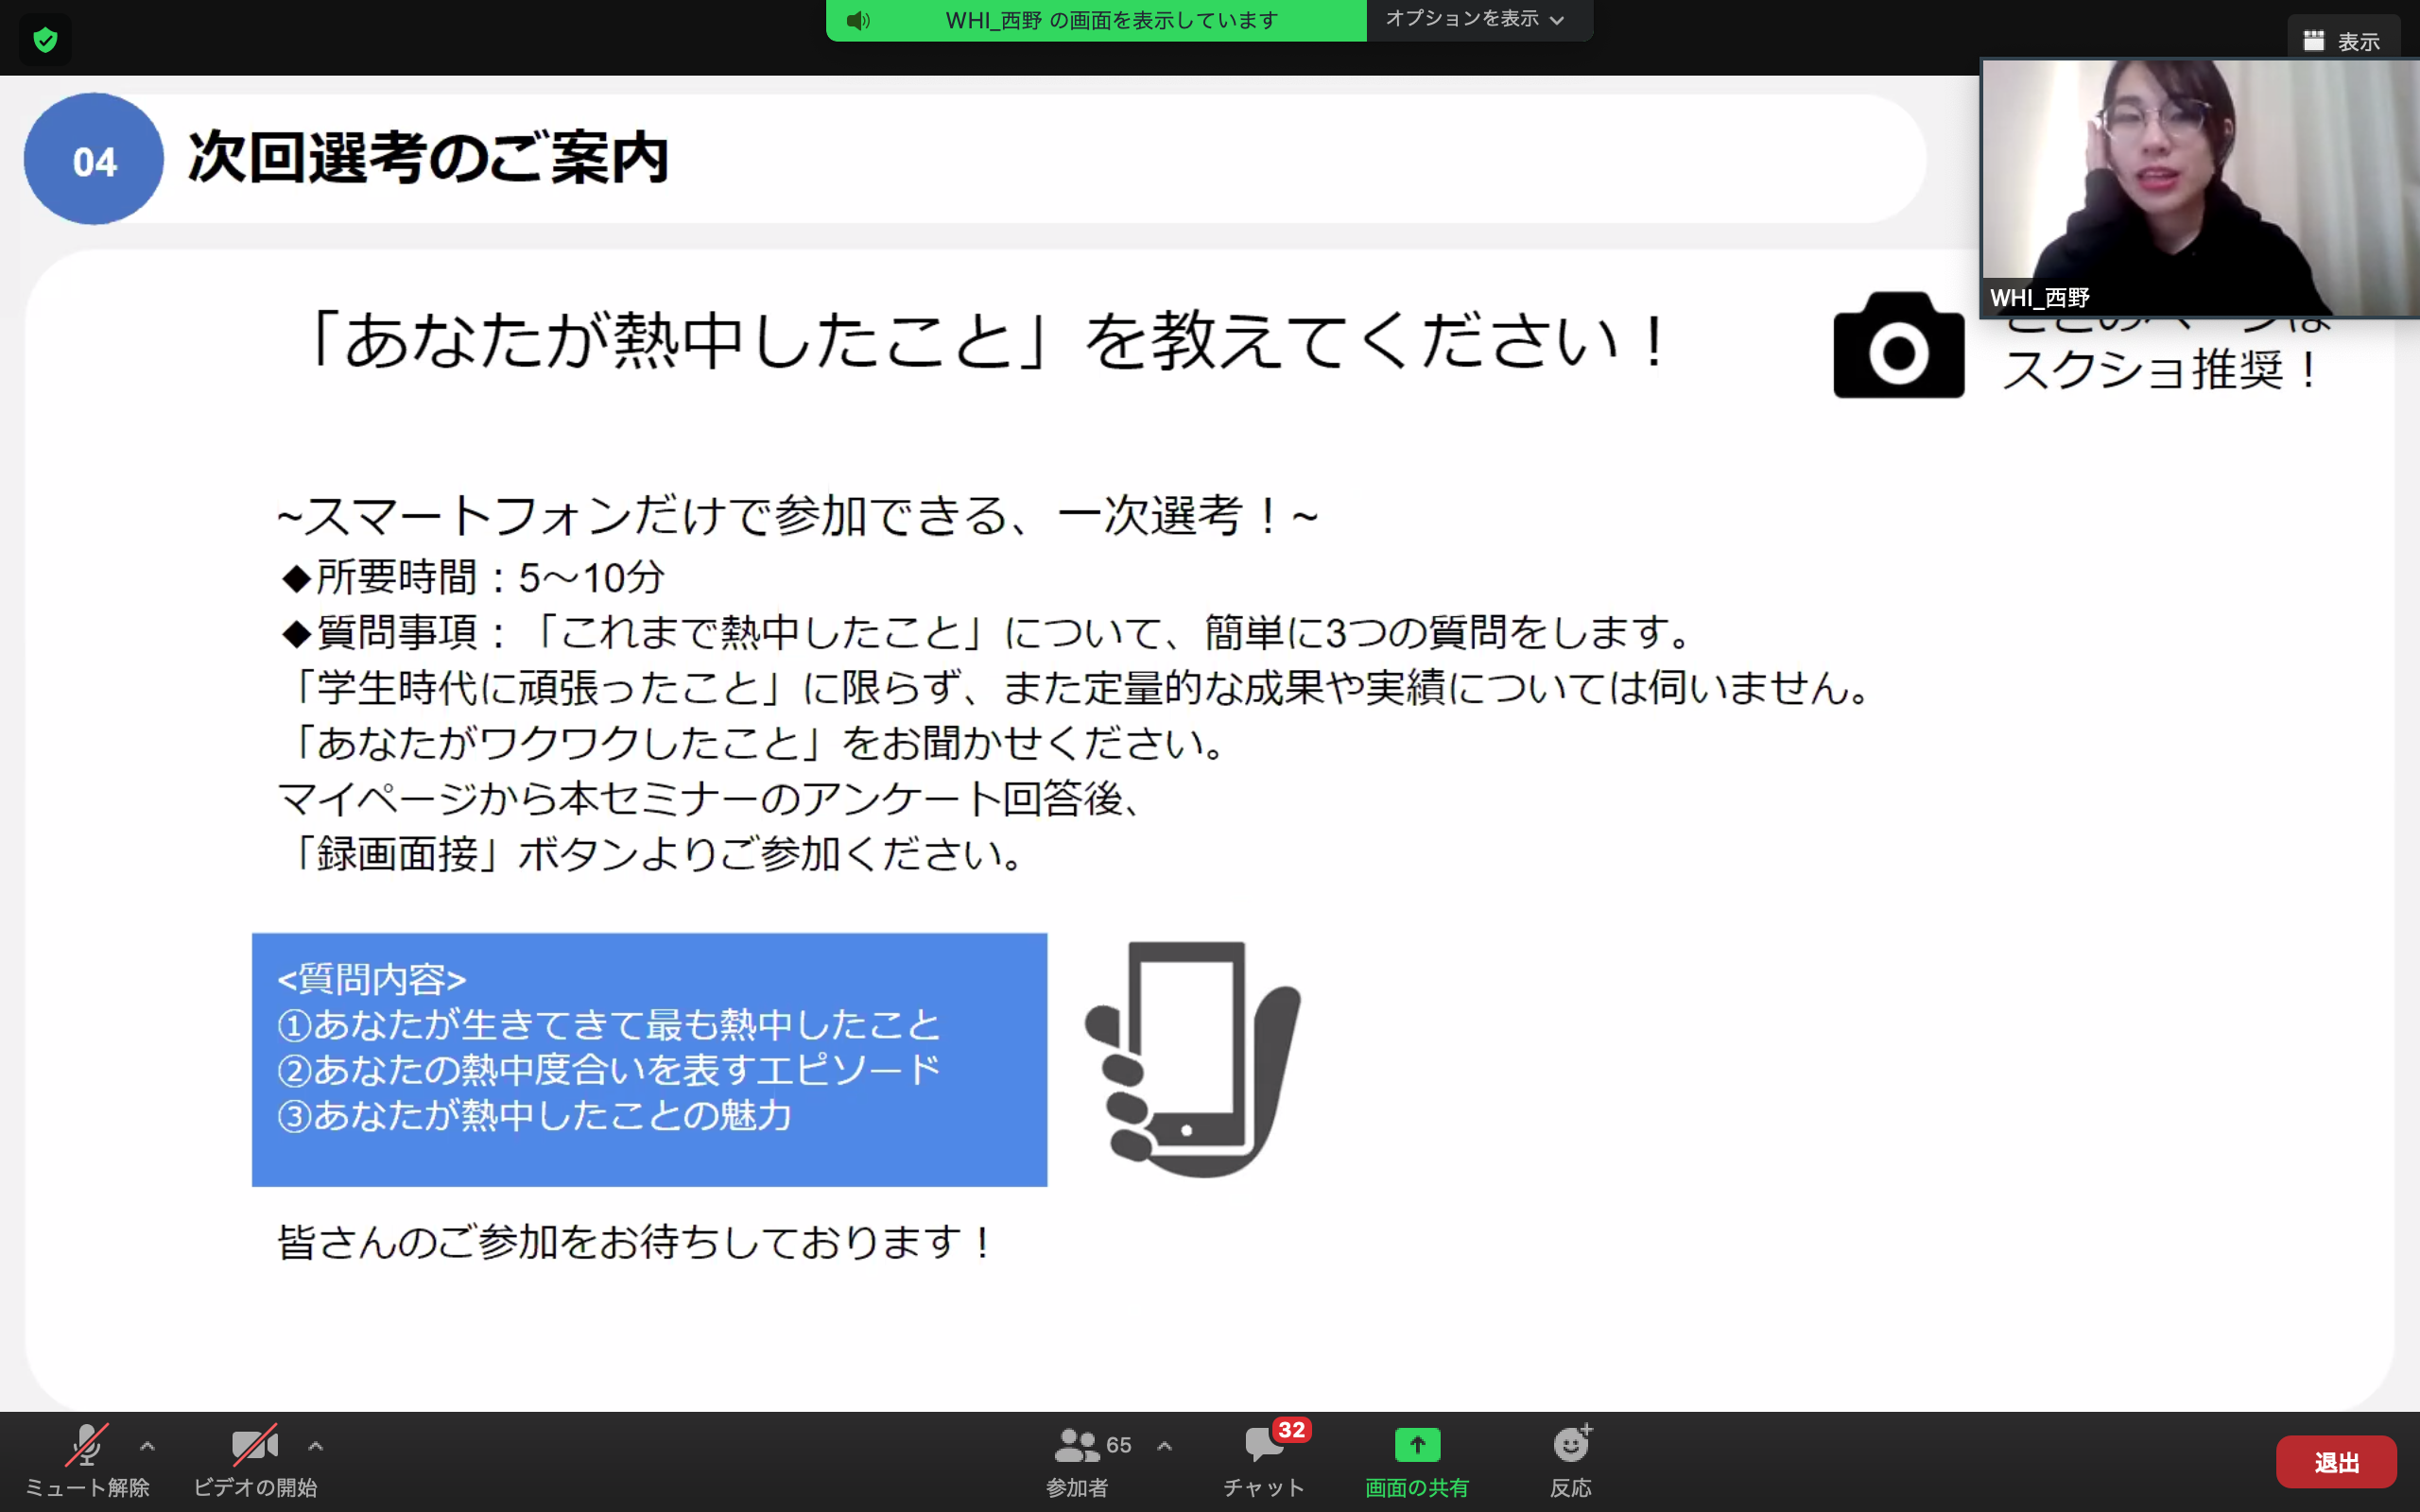 WHI_西野 の画面を表示しています
オプションを表示
表示
04
次回選考のご案内
WHI_西野
「あなたが熱中したこと」を教えてください！
スクショ推奨！
~スマートフォンだけで参加できる、一次選考！~
◆所要時間：5～10分
◆質問事項：「これまで熱中したこと」について、簡単に3つの質問をします。
「学生時代に頑張ったこと」に限らず、また定量的な成果や実績については伺いません。
「あなたがワクワクしたこと」をお聞かせください。
マイページから本セミナーのアンケート回答後、
「録画面接」ボタンよりご参加ください。
<質問内容>
①あなたが生きてきて最も熱中したこと
②あなたの熱中度合いを表すエピソード
③あなたが熱中したことの魅力
皆さんのご参加をお待ちしております！
ミュート解除
ビデオの開始
65
参加者
32
チャット
画面の共有
反応
退出